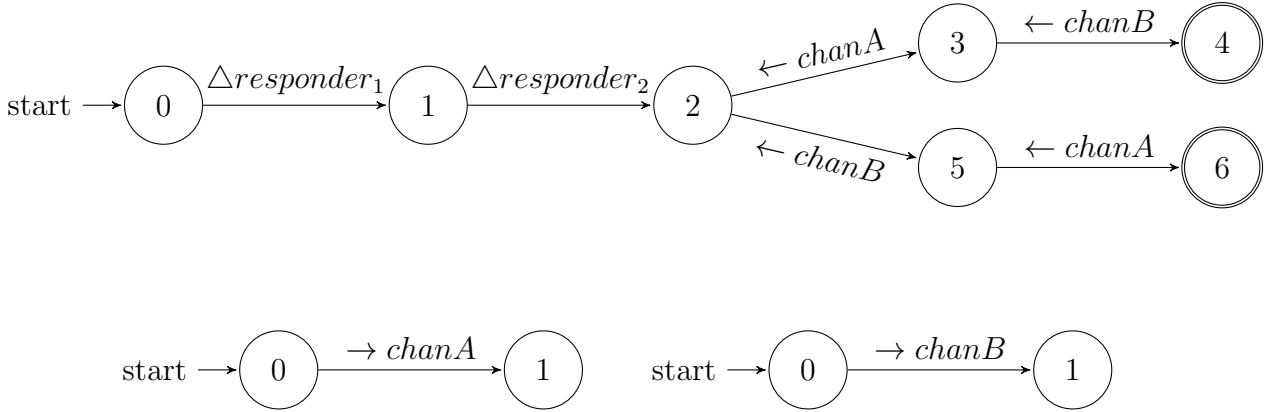 ← chanB
3
4
← chanA
△responder₁
△responder₂
start
0
1
2
← chanA
← chanB
5
6
→ chanA
→ chanB
start
0
1
start
0
1